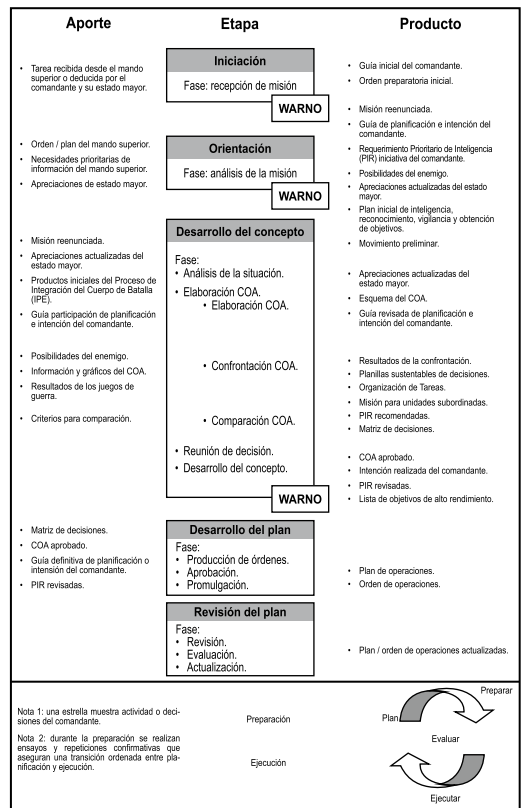 Aporte
Etapa
Producto
• Tarea recibida desde el mando
superior o deducida por el
comandante y su estado mayor.
Iniciación
Fase: recepción de misión
WARNO
• Guía inicial del comandante.
• Orden preparatoria inicial.
• Orden / plan del mando superior.
• Necesidades prioritarias de
información del mando superior.
• Apreciaciones de estado mayor.
Orientación
Fase: análisis de la misión
WARNO
• Misión reenunciada.
• Guía de planificación e intención del
comandante.
• Requerimiento Prioritario de Inteligencia
(PIR) iniciativa del comandante.
• Posibilidades del enemigo.
• Apreciaciones actualizadas del estado
mayor.
• Plan inicial de inteligencia,
reconocimiento, vigilancia y obtención
de objetivos.
• Movimiento preliminar.
• Misión reenunciada.
• Apreciaciones actualizadas del
estado mayor.
• Productos iniciales del Proceso de
Integración del Cuerpo de Batalla
(IPE).
• Guía participación de planificación
e intención del comandante.
• Posibilidades del enemigo.
• Información y gráficos del COA.
• Resultados de los juegos de
guerra.
• Criterios para comparación.
Desarrollo del concepto
Fase:
• Análisis de la situación.
• Elaboración COA.
• Elaboración COA.
• Confrontación COA.
• Comparación COA.
• Reunión de decisión.
• Desarrollo del concepto.
WARNO
• Apreciaciones actualizadas del
estado mayor.
• Esquema del COA.
• Guía revisada de planificación e
intención del comandante.
• Resultados de la confrontación.
• Planillas sustentables de decisiones.
• Organización de Tareas.
• Misión para unidades subordinadas.
• PIR recomendadas.
• Matriz de decisiones.
• COA aprobado.
• Intención realizada del comandante.
• PIR revisadas.
• Lista de objetivos de alto rendimiento.
• Matriz de decisiones.
• COA aprobado.
• Guía definitiva de planificación o
intensión del comandante.
• PIR revisadas.
Desarrollo del plan
Fase:
• Producción de órdenes.
• Aprobación.
• Promulgación.
• Plan de operaciones.
• Orden de operaciones.
Revisión del plan
Fase:
• Revisión.
• Evaluación.
• Actualización.
• Plan / orden de operaciones actualizadas.
Nota 1: una estrella muestra actividad o deci-
siones del comandante.
Nota 2: durante la preparación se realizan
ensayos y repeticiones confirmativas que
aseguran una transición ordenada entre pla-
nificación y ejecución.
Preparación
Ejecución
Preparar
Plan
Evaluar
Ejecutar